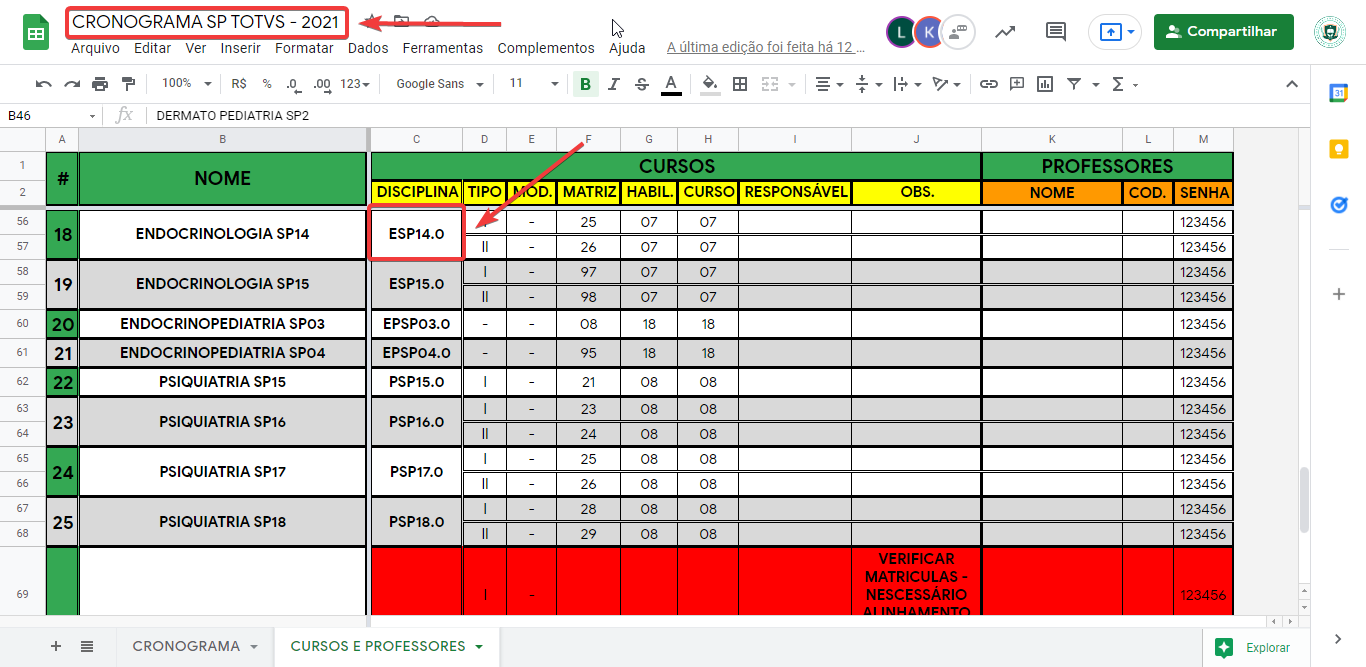 CRONOGRAMA SP TOTVS - 2021
Arquivo Editar Ver Inserir Formatar Dados Ferramentas Complementos Ajuda A última edição foi feita há 12 ...
L K Compartilhar
100% R$ % .0 .00 123 Google Sans 11 B I S A
31
B46 fx DERMATO PEDIATRIA SP2
A B C D E F G H I J K L M
1 # NOME CURSOS PROFESSORES
2 DISCIPLINA TIPO MOD. MATRIZ HABIL. CURSO RESPONSÁVEL OBS. NOME COD. SENHA
56 18 ENDOCRINOLOGIA SP14 ESP14.0 I - 25 07 07 123456
57 II - 26 07 07 123456
58 19 ENDOCRINOLOGIA SP15 ESP15.0 I - 97 07 07 123456
59 II - 98 07 07 123456
60 20 ENDOCRINOPEDIATRIA SP03 EPSP03.0 - - 08 18 18 123456
61 21 ENDOCRINOPEDIATRIA SP04 EPSP04.0 - - 95 18 18 123456
62 22 PSIQUIATRIA SP15 PSP15.0 I - 21 08 08 123456
63 23 PSIQUIATRIA SP16 PSP16.0 I - 23 08 08 123456
64 II - 24 08 08 123456
65 24 PSIQUIATRIA SP17 PSP17.0 I - 25 08 08 123456
66 II - 26 08 08 123456
67 25 PSIQUIATRIA SP18 PSP18.0 I - 28 08 08 123456
68 II - 29 08 08 123456
69 I - VERIFICAR 123456
MATRICULAS -
NESCESSÁRIO
ALINHAMENTO
+ CRONOGRAMA CURSOS E PROFESSORES Explorar